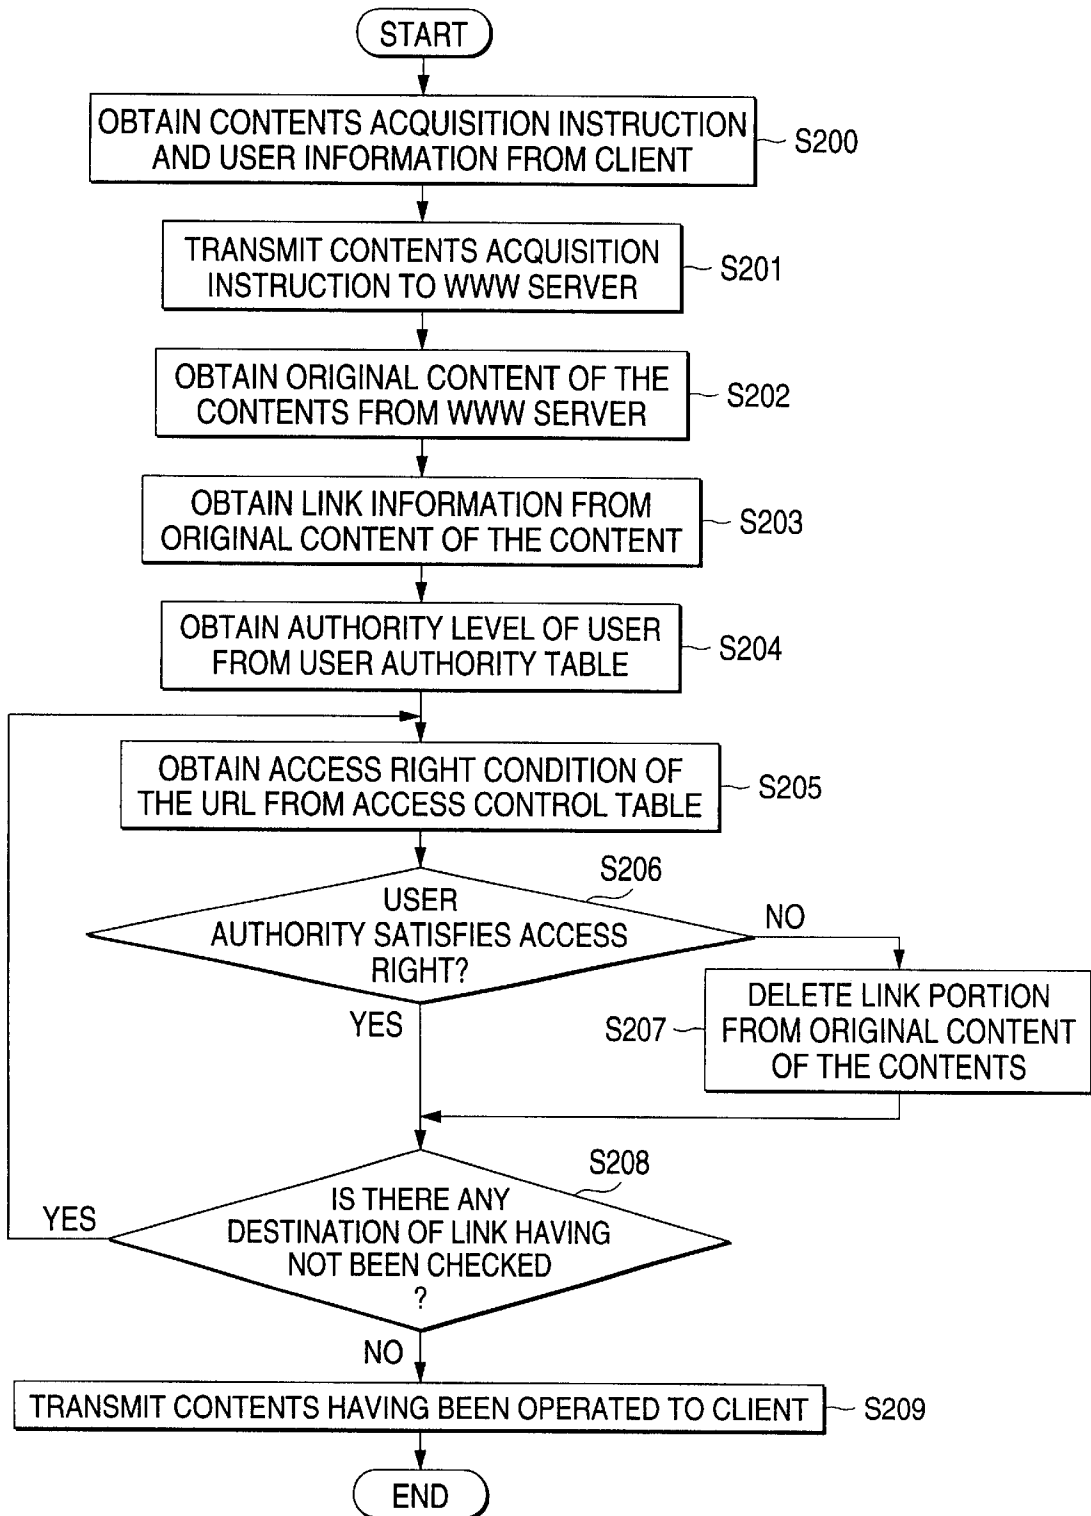 START
OBTAIN CONTENTS ACQUISITION INSTRUCTION
AND USER INFORMATION FROM CLIENT
S200
TRANSMIT CONTENTS ACQUISITION
INSTRUCTION TO WWW SERVER
S201
OBTAIN ORIGINAL CONTENT OF THE
CONTENTS FROM WWW SERVER
S202
OBTAIN LINK INFORMATION FROM
ORIGINAL CONTENT OF THE CONTENT
S203
OBTAIN AUTHORITY LEVEL OF USER
FROM USER AUTHORITY TABLE
S204
OBTAIN ACCESS RIGHT CONDITION OF
THE URL FROM ACCESS CONTROL TABLE
S205
S206
USER
AUTHORITY SATISFIES ACCESS
RIGHT?
NO
YES
DELETE LINK PORTION
FROM ORIGINAL CONTENT
OF THE CONTENTS
S207
S208
IS THERE ANY
DESTINATION OF LINK HAVING
NOT BEEN CHECKED
?
YES
NO
TRANSMIT CONTENTS HAVING BEEN OPERATED TO CLIENT
S209
END